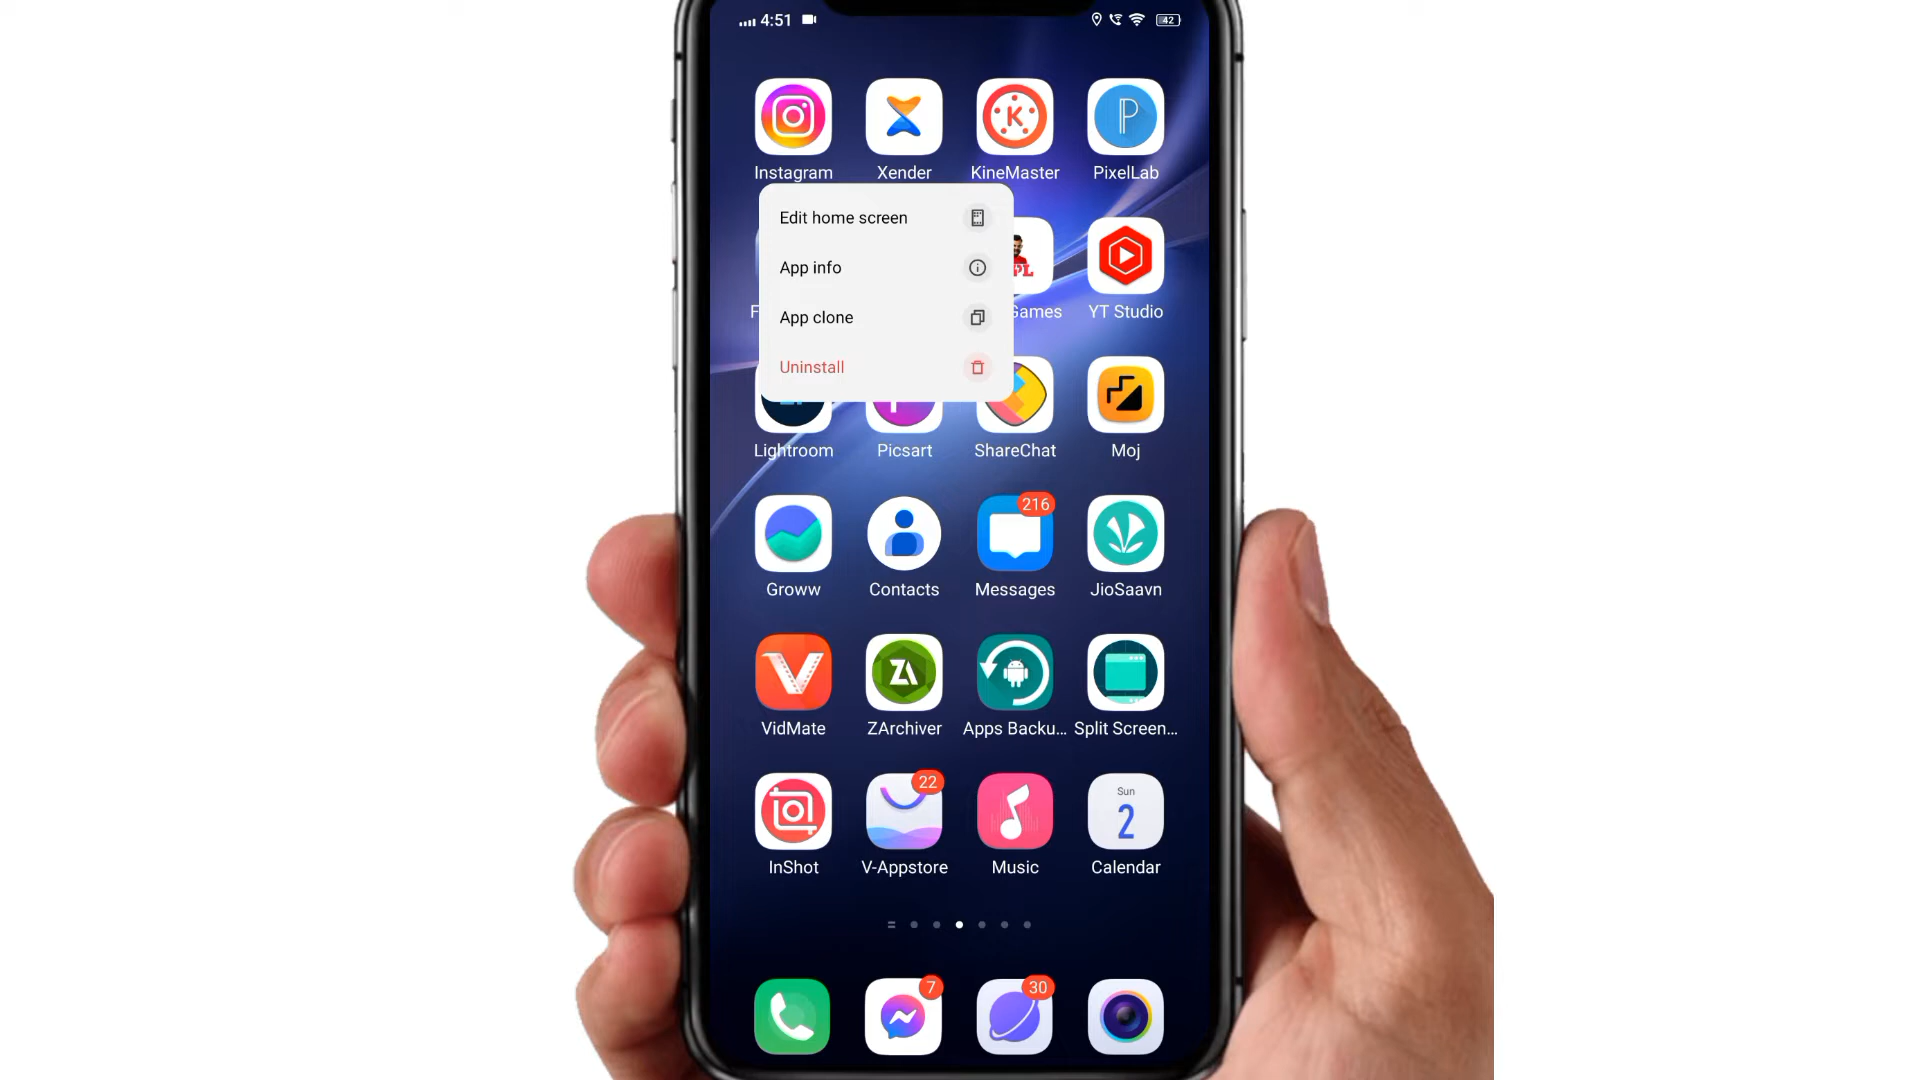 4:51
42
Instagram
Xender
KineMaster
PixelLab
Edit home screen
App info
App clone
Uninstall
PL
F
Games
YT Studio
Lightroom
Picsart
ShareChat
Moj
216
Groww
Contacts
Messages
JioSaavn
VidMate
ZArchiver
Apps Backu...
Split Screen...
22
Sun
2
InShot
V-Appstore
Music
Calendar
7
30